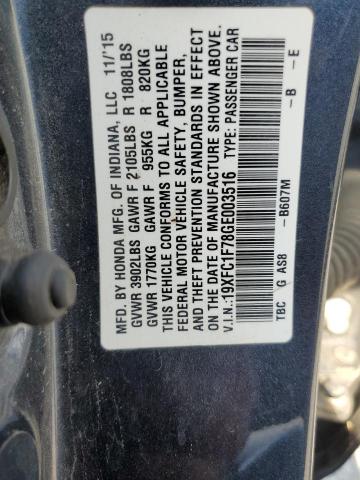 MFD. BY HONDA MFG. OF INDIANA, LLC 11/'15
GVWR 3902LBS GAWR F 2105LBS R 1808LBS
GVWR 1770KG GAWR F 955KG R 820KG
THIS VEHICLE CONFORMS TO ALL APPLICABLE
FEDERAL MOTOR VEHICLE SAFETY, BUMPER,
AND THEFT PREVENTION STANDARDS IN EFFECT
ON THE DATE OF MANUFACTURE SHOWN ABOVE
V.I.N.:19XFC1F78GE003516 TYPE: PASSENGER CAR
TBC G AS8 -B607M -B -E